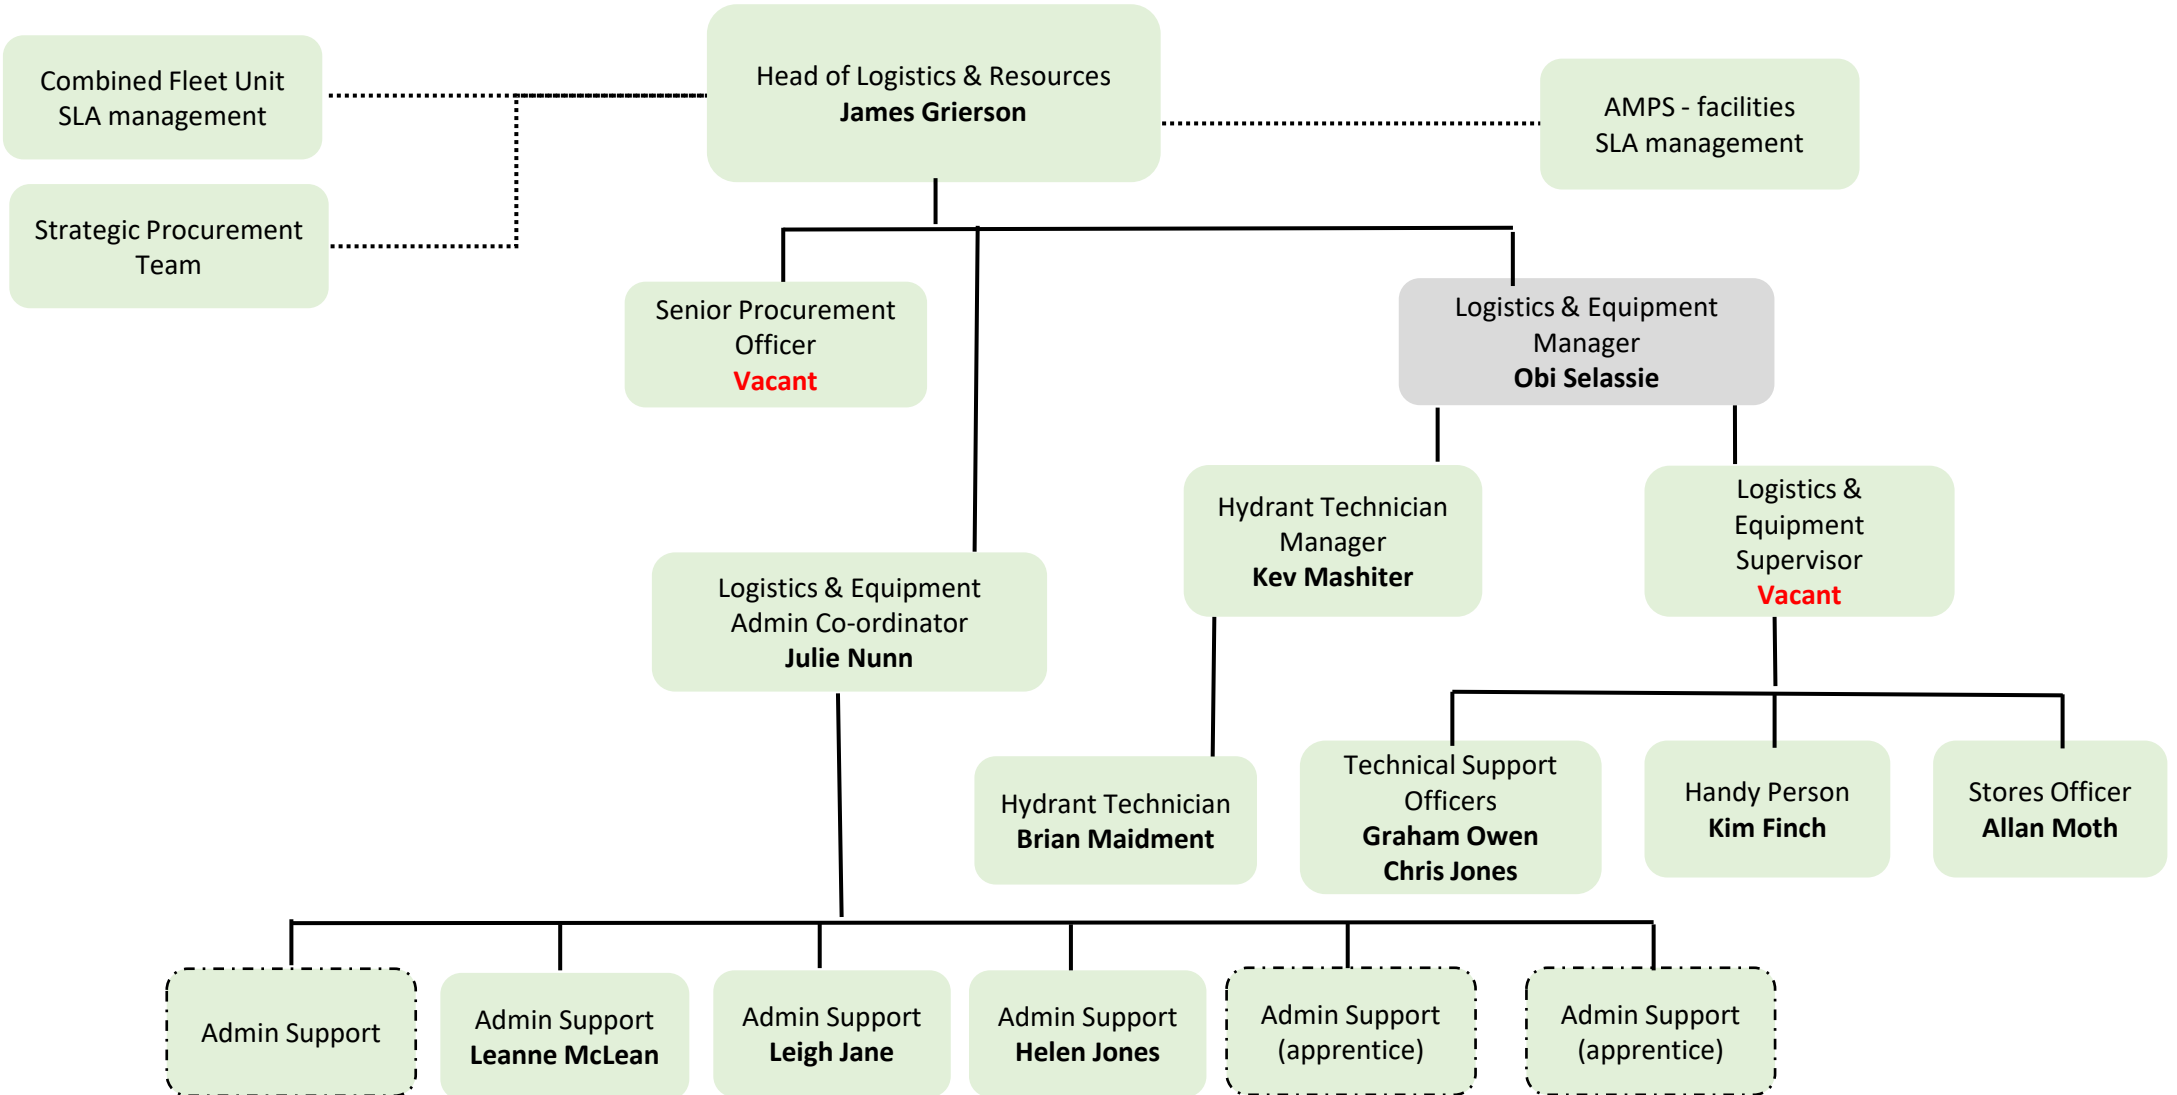 Combined Fleet Unit
SLA management
Head of Logistics & Resources
James Grierson
AMPS - facilities
SLA management
Strategic Procurement
Team
Senior Procurement
Officer
Vacant
Logistics & Equipment
Manager
Obi Selassie
Hydrant Technician
Manager
Kev Mashiter
Logistics &
Equipment
Supervisor
Vacant
Logistics & Equipment
Admin Co-ordinator
Julie Nunn
Hydrant Technician
Brian Maidment
Technical Support
Officers
Graham Owen
Chris Jones
Handy Person
Kim Finch
Stores Officer
Allan Moth
Admin Support
Admin Support
Leanne McLean
Admin Support
Leigh Jane
Admin Support
Helen Jones
Admin Support
(apprentice)
Admin Support
(apprentice)